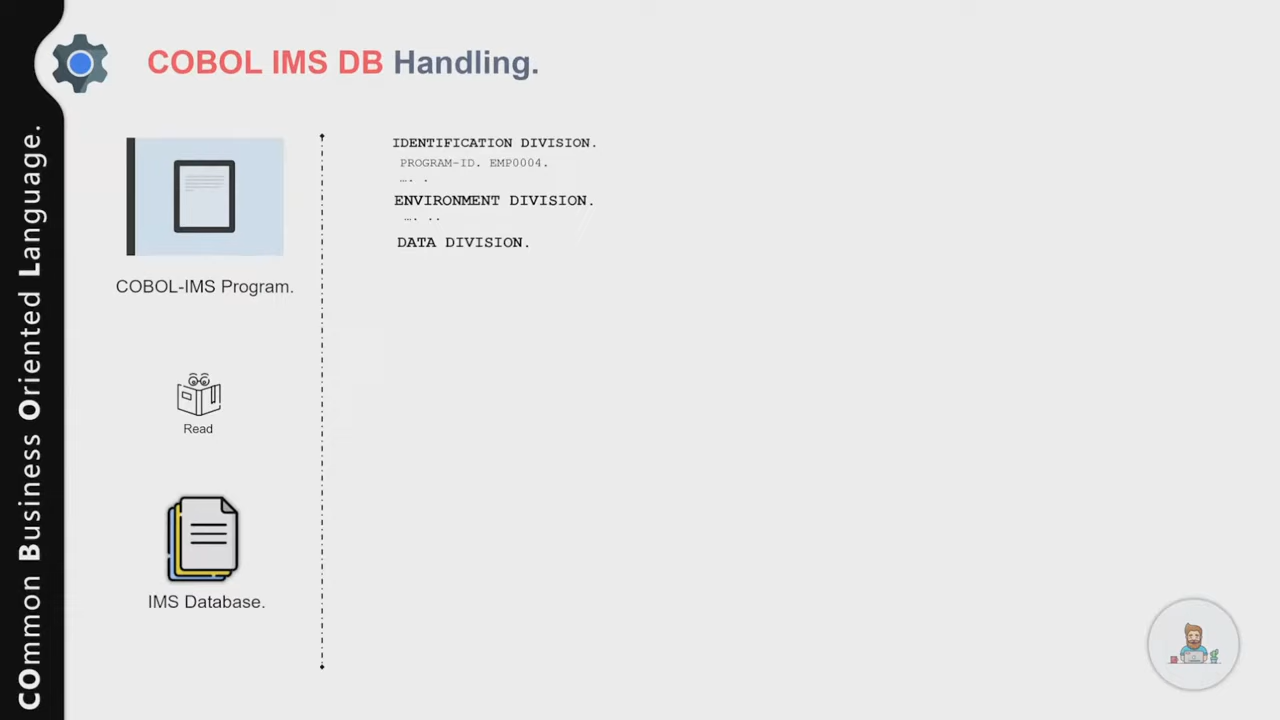 COmmon Business Oriented Language.
COBOL IMS DB Handling.
COBOL-IMS Program.
Read
IMS Database.
IDENTIFICATION DIVISION.
PROGRAM-ID. EMP0004.
…. .
ENVIRONMENT DIVISION.
…. ..
DATA DIVISION.